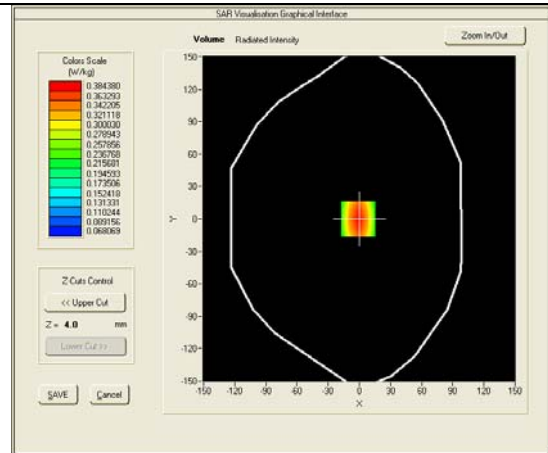 SAR Visualisation Graphical Interface
Volume Radiated Intensity
Zoom In/Out
Colors Scale
(W/kg)
0.384380
0.363293
0.342205
0.321118
0.300030
0.278943
0.257856
0.236768
0.215681
0.194593
0.173506
0.152418
0.131331
0.110244
0.089156
0.068069
Z Cuts Control
<< Upper Cut
Z = 4.0 mm
Lower Cut >>
SAVE Cancel
150
120
90
60
30
0
-30
-60
-90
-120
-150
Y
-150 -120 -90 -60 -30 0 30 60 90 120 150
X